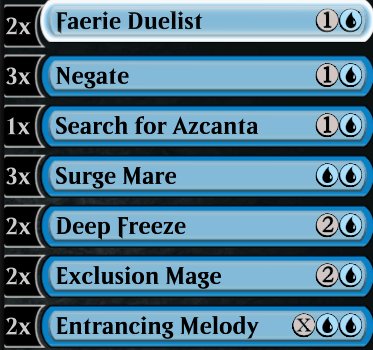 2x Faerie Duelist 1
3x Negate 1
1x Search for Azcanta 1
3x Surge Mare
2x Deep Freeze 2
2x Exclusion Mage 2
2x Entrancing Melody X